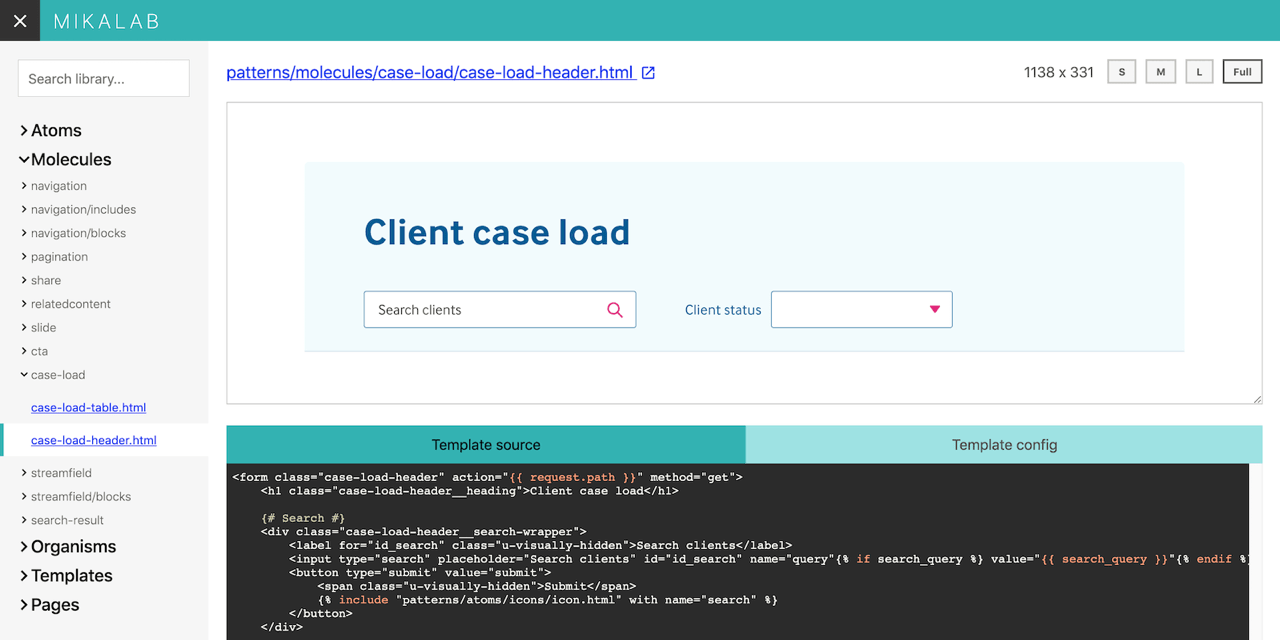 MIKALAB
Search library...
Atoms
Molecules
navigation
navigation/includes
navigation/blocks
pagination
share
relatedcontent
slide
cta
case-load
case-load-table.html
case-load-header.html
streamfield
streamfield/blocks
search-result
Organisms
Templates
Pages
patterns/molecules/case-load/case-load-header.html
1138 x 331 S M L Full
Client case load
Search clients Client status
Template source Template config
<form class="case-load-header" action="{{ request.path }}" method="get">
<h1 class="case-load-header__heading">Client case load</h1>
{# Search #}
<div class="case-load-header__search-wrapper">
<label for="id_search" class="u-visually-hidden">Search clients</label>
<input type="search" placeholder="Search clients" id="id_search" name="query"{% if search_query %} value="{{ search_query }}"{% endif %
<button type="submit" value="submit">
<span class="u-visually-hidden">Submit</span>
{% include "patterns/atoms/icons/icon.html" with name="search" %}
</button>
</div>